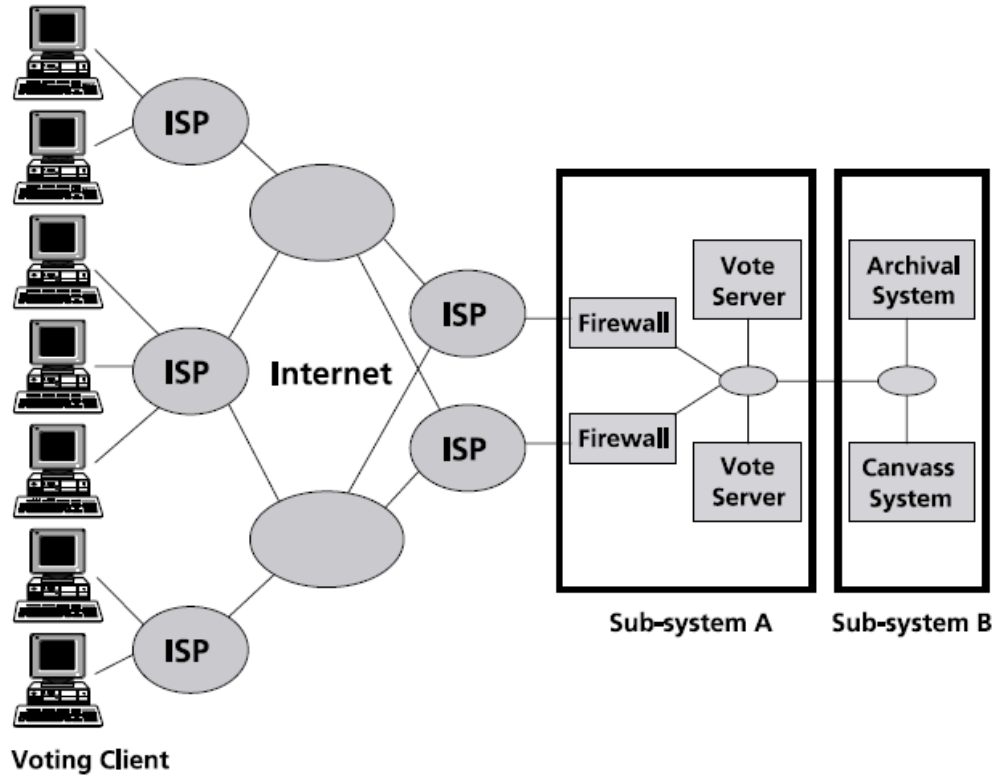 ISP
ISP
ISP
Internet
ISP
ISP
Firewall
Firewall
Vote
Server
Vote
Server
Archival
System
Canvass
System
Sub-system A
Sub-system B
Voting Client